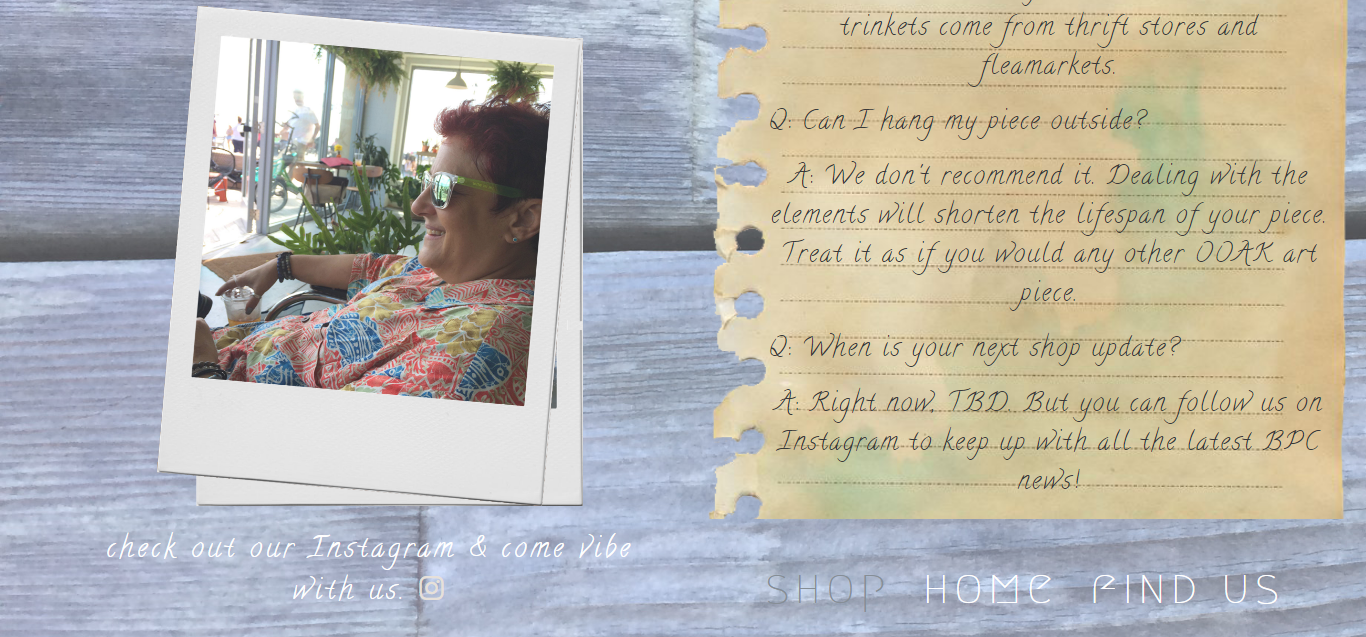 trinkets come from thrift stores and
fleamarkets.
Q: Can I hang my piece outside?
A: We don't recommend it. Dealing with the
elements will shorten the lifespan of your piece.
Treat it as if you would any other OOAK art
piece.
Q: When is your next shop update?
A: Right now, TBD. But you can follow us on
Instagram to keep up with all the latest BPC
news!
check out our Instagram & come vibe
with us.
SHOP HOME FIND US